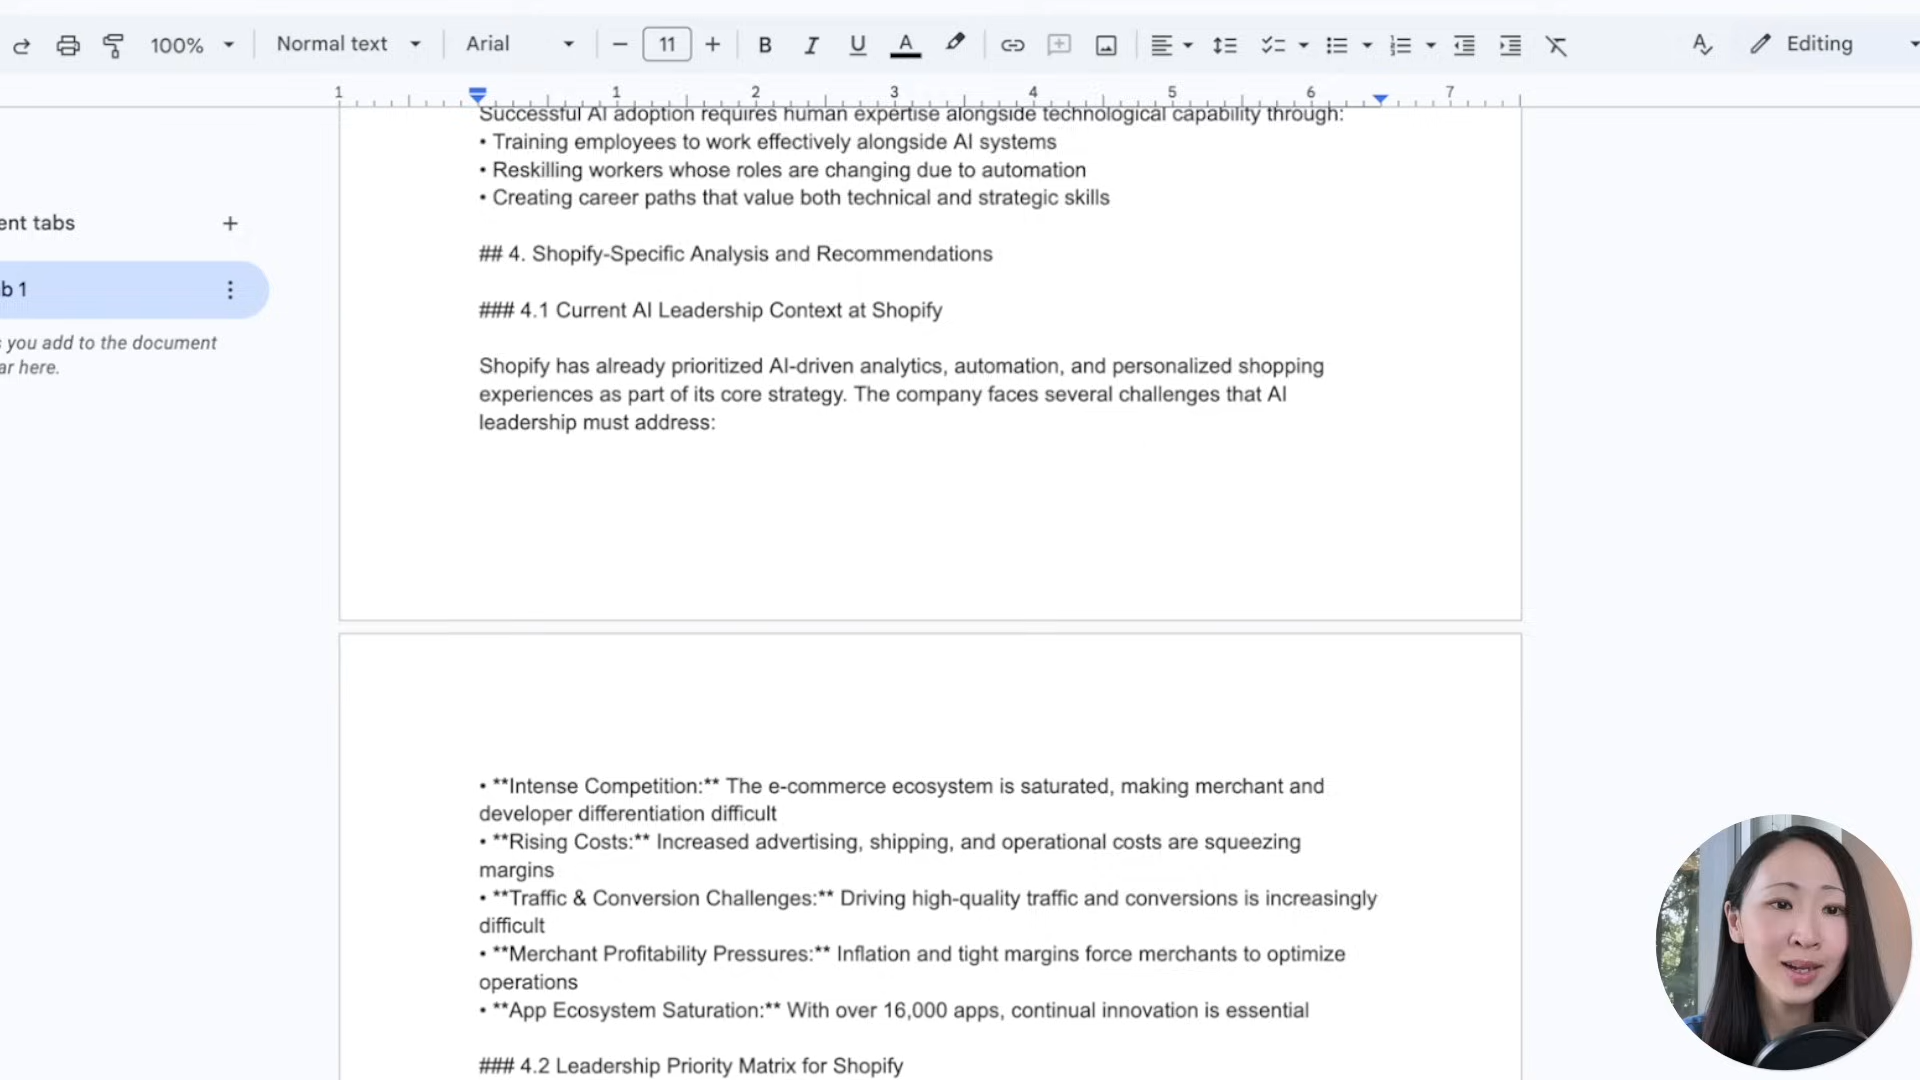 100% Normal text Arial 11 B I U A Editing
1 1 2 3 4 5 6 7
Successful AI adoption requires human expertise alongside technological capability through:
• Training employees to work effectively alongside AI systems
• Reskilling workers whose roles are changing due to automation
• Creating career paths that value both technical and strategic skills
ent tabs +
## 4. Shopify-Specific Analysis and Recommendations
b 1
### 4.1 Current AI Leadership Context at Shopify
s you add to the document
ar here.
Shopify has already prioritized AI-driven analytics, automation, and personalized shopping
experiences as part of its core strategy. The company faces several challenges that AI
leadership must address:
• **Intense Competition:** The e-commerce ecosystem is saturated, making merchant and
developer differentiation difficult
• **Rising Costs:** Increased advertising, shipping, and operational costs are squeezing
margins
• **Traffic & Conversion Challenges:** Driving high-quality traffic and conversions is increasingly
difficult
• **Merchant Profitability Pressures:** Inflation and tight margins force merchants to optimize
operations
• **App Ecosystem Saturation:** With over 16,000 apps, continual innovation is essential
### 4.2 Leadership Priority Matrix for Shopify